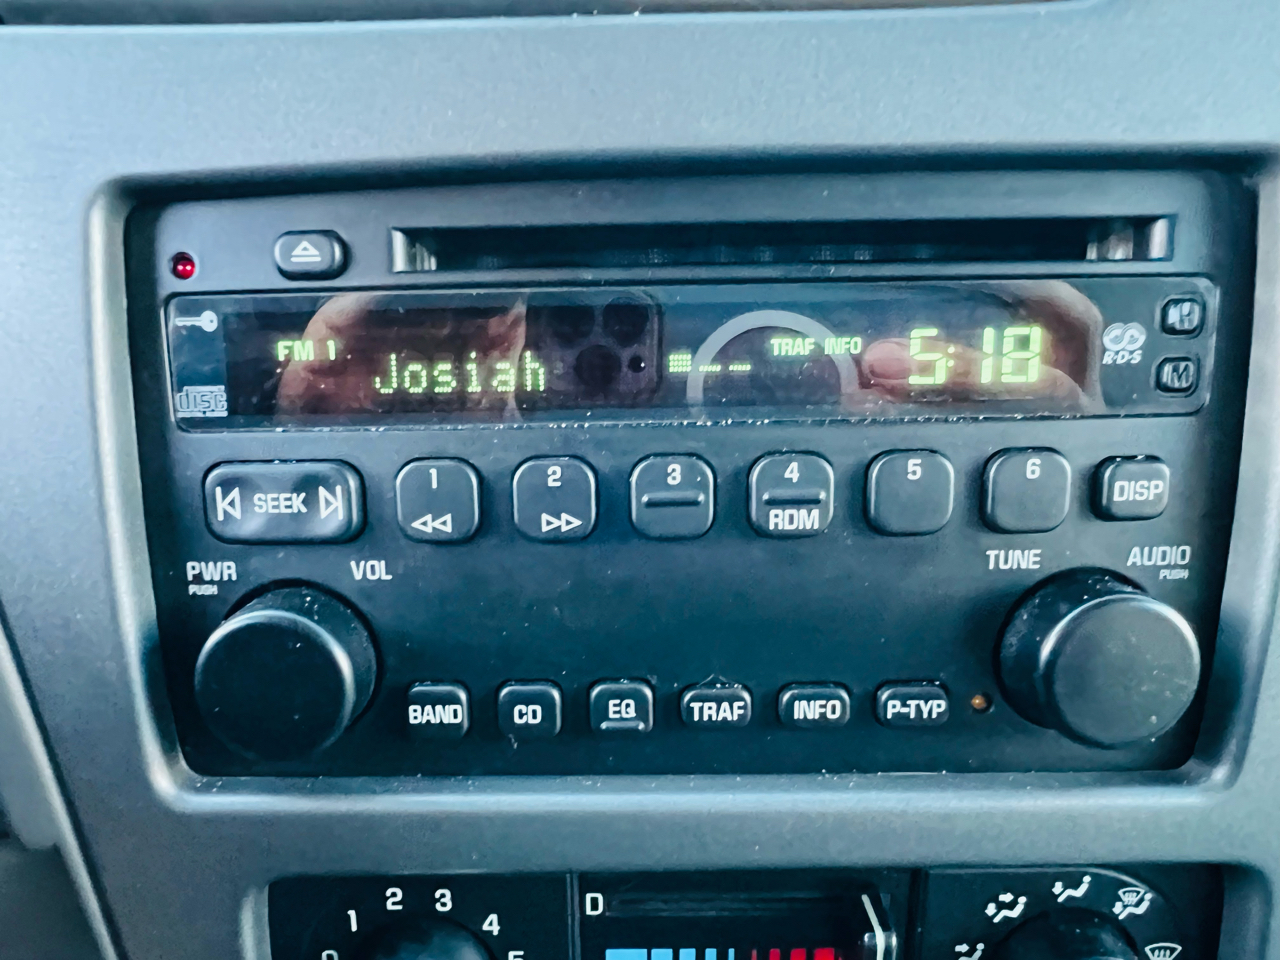 FM 1
Josiah
TRAF INFO
5:18
disc
R·D·S
H
M
SEEK
1
2
3
4
RDM
5
6
DISP
PWR
PUSH
VOL
TUNE
AUDIO
PUSH
BAND
CD
EQ
TRAF
INFO
P-TYP
1
2
3
4
D